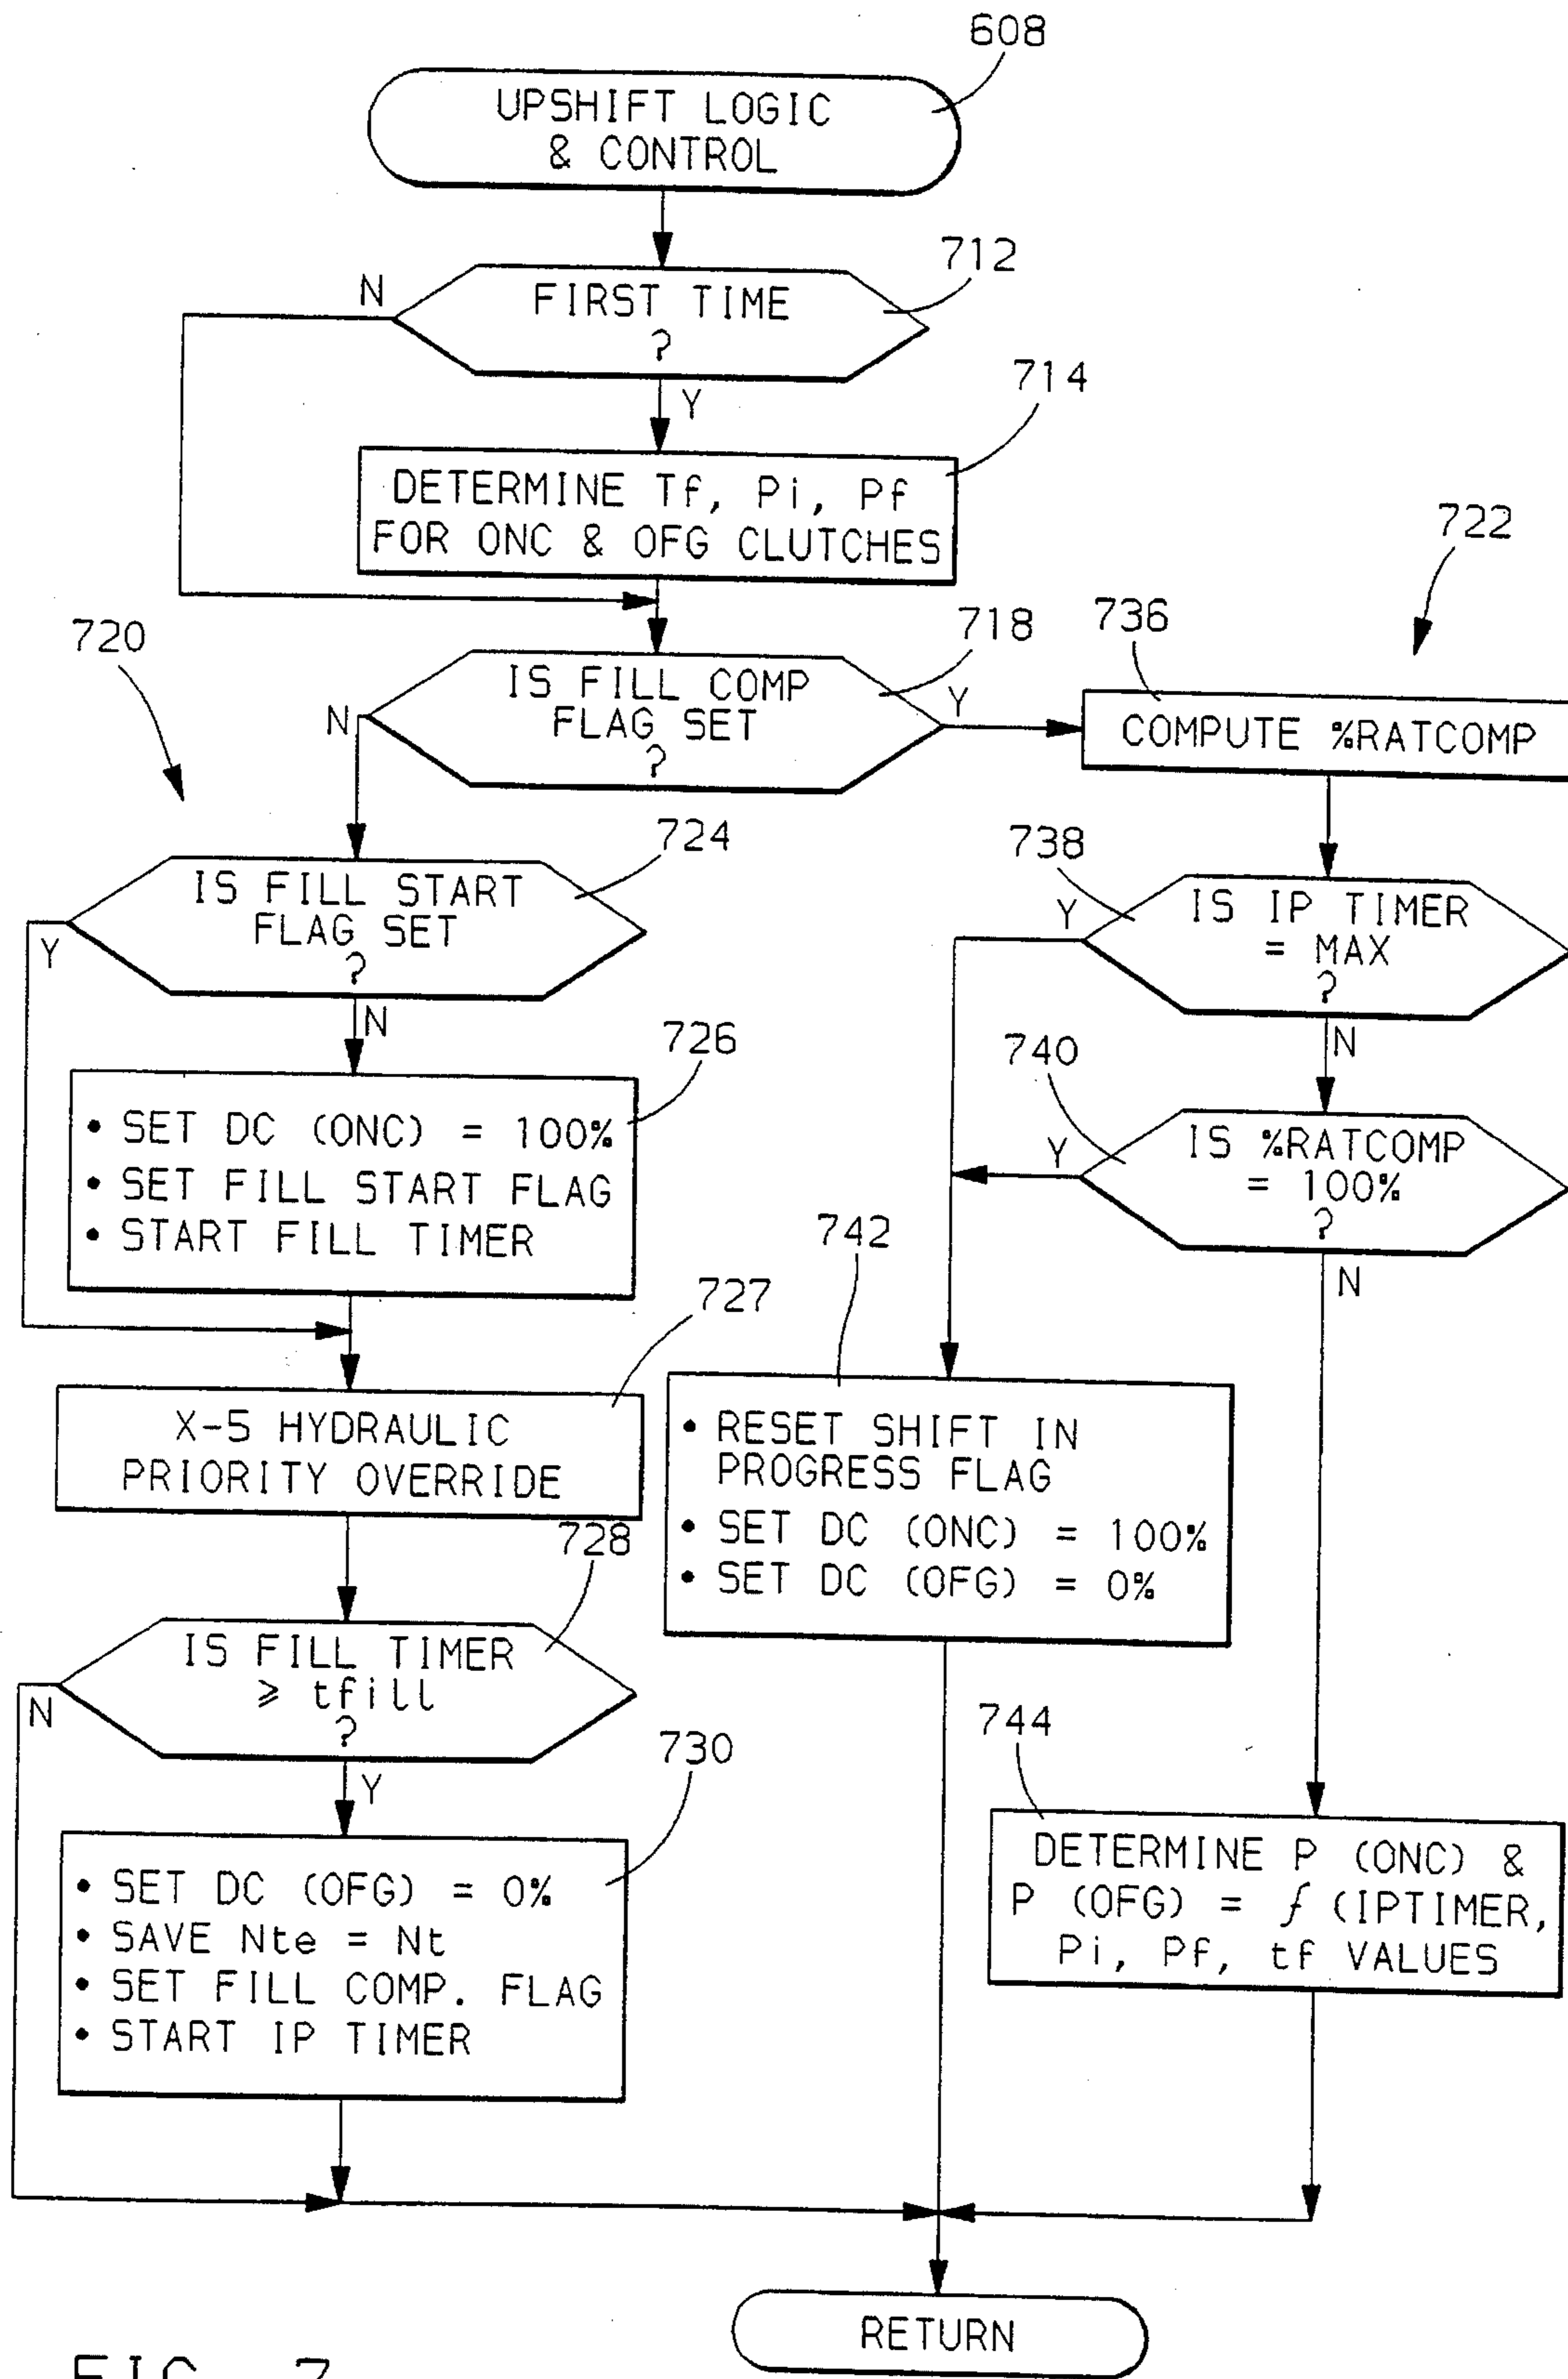 608
UPSHIFT LOGIC
& CONTROL
712
N
FIRST TIME
?
Y
714
DETERMINE Tf, Pi, Pf
FOR ONC & OFG CLUTCHES
722
720
718
736
IS FILL COMP
FLAG SET
?
N
Y
COMPUTE %RATCOMP
724
738
IS FILL START
FLAG SET
?
Y
N
IS IP TIMER
= MAX
?
Y
N
726
740
• SET DC (ONC) = 100%
• SET FILL START FLAG
• START FILL TIMER
IS %RATCOMP
= 100%
?
Y
N
727
742
X-5 HYDRAULIC
PRIORITY OVERRIDE
• RESET SHIFT IN
PROGRESS FLAG
• SET DC (ONC) = 100%
• SET DC (OFG) = 0%
728
IS FILL TIMER
⩾ tfill
?
N
Y
730
744
• SET DC (OFG) = 0%
• SAVE Nte = Nt
• SET FILL COMP. FLAG
• START IP TIMER
DETERMINE P (ONC) &
P (OFG) = ƒ (IPTIMER,
Pi, Pf, tf VALUES
RETURN
FIG. 7